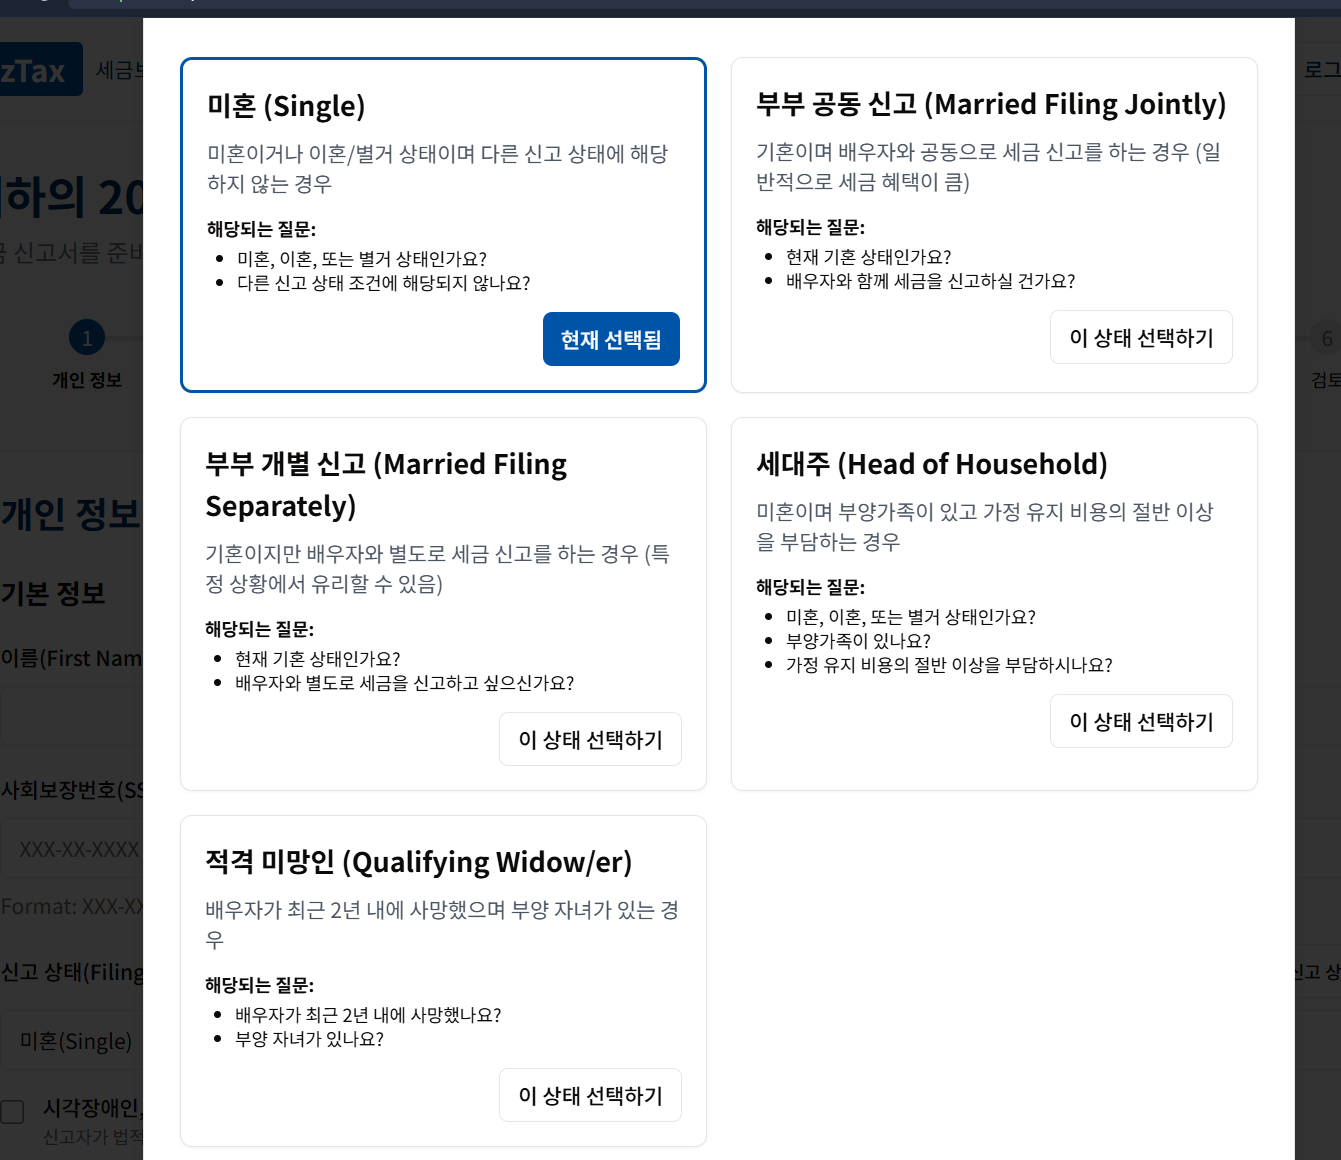 zTax
세금보
로그
하의 20
금 신고서를 준비
1
개인 정보
6
검토
개인 정보
기본 정보
이름(First Nam
사회보장번호(SS
XXX-XX-XXXX
Format: XXX-XX
신고 상태(Filing
신고 상
미혼(Single)
시각장애인,
신고자가 법적
미혼 (Single)
미혼이거나 이혼/별거 상태이며 다른 신고 상태에 해당
하지 않는 경우
해당되는 질문:
• 미혼, 이혼, 또는 별거 상태인가요?
• 다른 신고 상태 조건에 해당되지 않나요?
현재 선택됨
부부 공동 신고 (Married Filing Jointly)
기혼이며 배우자와 공동으로 세금 신고를 하는 경우 (일
반적으로 세금 혜택이 큼)
해당되는 질문:
• 현재 기혼 상태인가요?
• 배우자와 함께 세금을 신고하실 건가요?
이 상태 선택하기
부부 개별 신고 (Married Filing
Separately)
기혼이지만 배우자와 별도로 세금 신고를 하는 경우 (특
정 상황에서 유리할 수 있음)
해당되는 질문:
• 현재 기혼 상태인가요?
• 배우자와 별도로 세금을 신고하고 싶으신가요?
이 상태 선택하기
세대주 (Head of Household)
미혼이며 부양가족이 있고 가정 유지 비용의 절반 이상
을 부담하는 경우
해당되는 질문:
• 미혼, 이혼, 또는 별거 상태인가요?
• 부양가족이 있나요?
• 가정 유지 비용의 절반 이상을 부담하시나요?
이 상태 선택하기
적격 미망인 (Qualifying Widow/er)
배우자가 최근 2년 내에 사망했으며 부양 자녀가 있는 경
우
해당되는 질문:
• 배우자가 최근 2년 내에 사망했나요?
• 부양 자녀가 있나요?
이 상태 선택하기